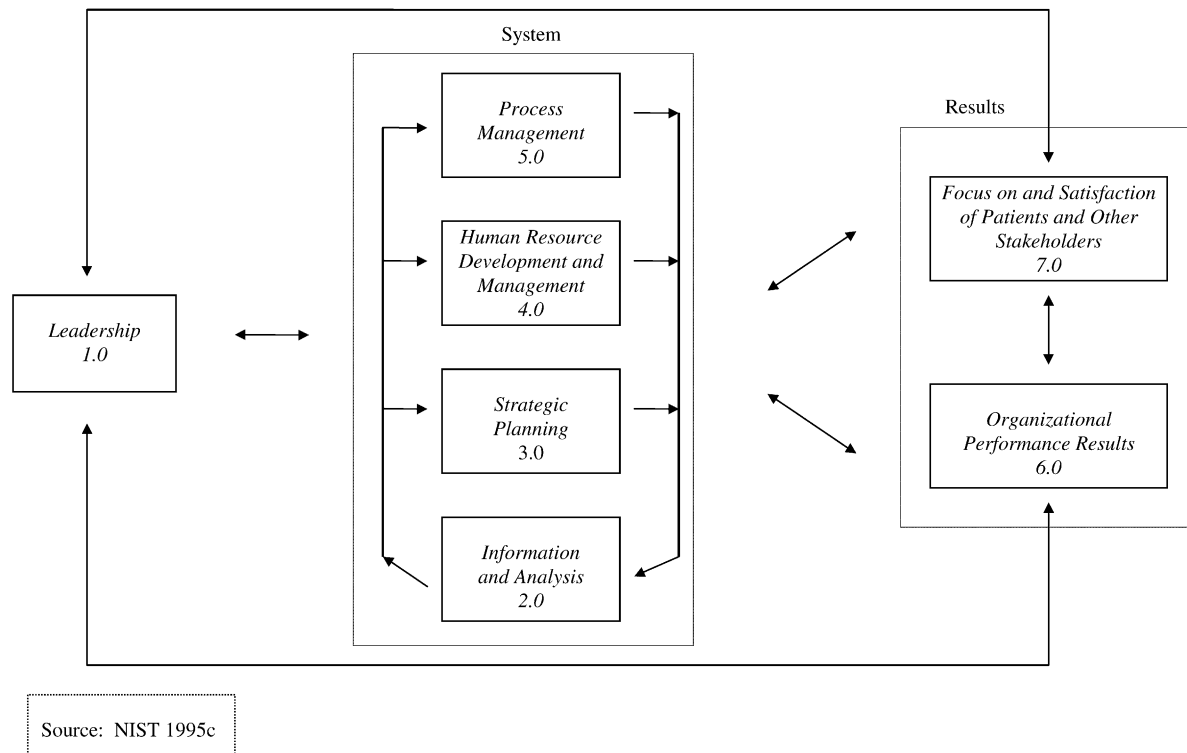 System
Process
Management
5.0
Human Resource
Development and
Management
4.0
Strategic
Planning
3.0
Information
and Analysis
2.0
Leadership
1.0
Results
Focus on and Satisfaction
of Patients and Other
Stakeholders
7.0
Organizational
Performance Results
6.0
Source: NIST 1995c